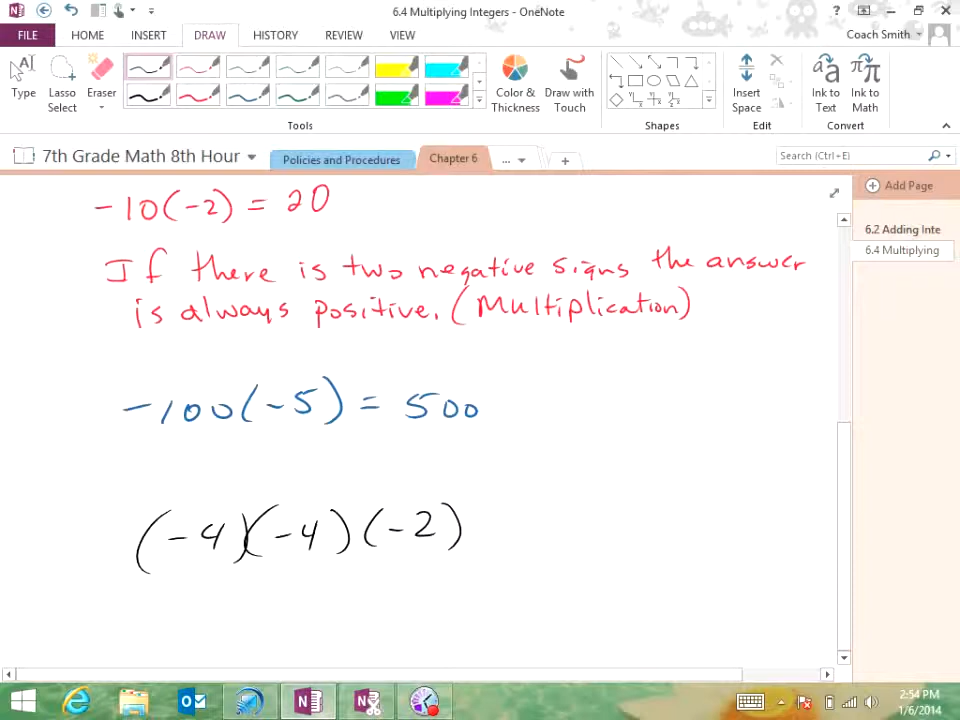 6.4 Multiplying Integers - OneNote
?
FILE HOME INSERT DRAW HISTORY REVIEW VIEW
Coach Smith
Type
Lasso Select
Eraser
Color & Thickness
Draw with Touch
Insert Space
Ink to Text
Ink to Math
Tools
Shapes
Edit
Convert
7th Grade Math 8th Hour
Policies and Procedures
Chapter 6
...
+
Search (Ctrl+E)
Add Page
6.2 Adding Inte
6.4 Multiplying
-10(-2) = 20
If there is two negative signs the answer
is always positive. (Multiplication)
-100(-5) = 500
(-4)(-4)(-2)
2:54 PM
1/6/2014